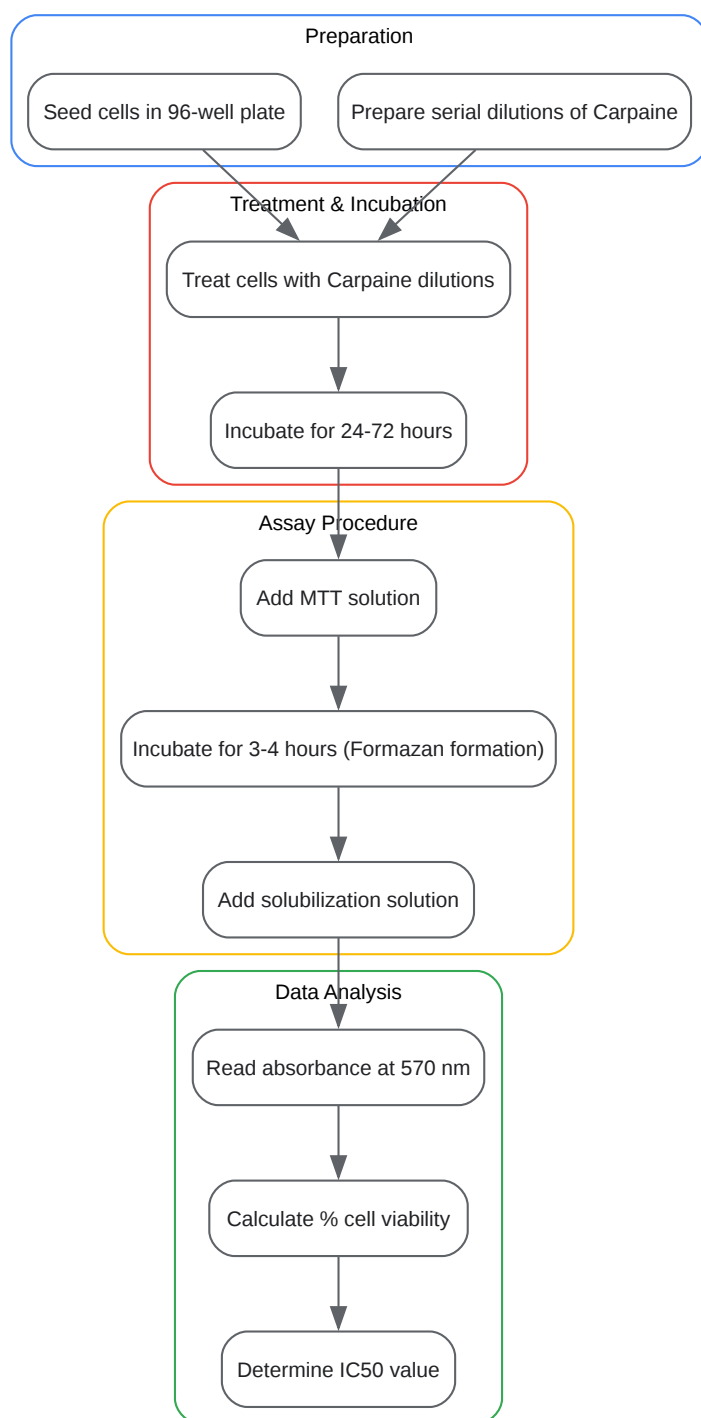 Preparation
Seed cells in 96-well plate
Prepare serial dilutions of Carpaine
Treatment & Incubation
Treat cells with Carpaine dilutions
Incubate for 24-72 hours
Assay Procedure
Add MTT solution
Incubate for 3-4 hours (Formazan formation)
Add solubilization solution
Data Analysis
Read absorbance at 570 nm
Calculate % cell viability
Determine IC50 value